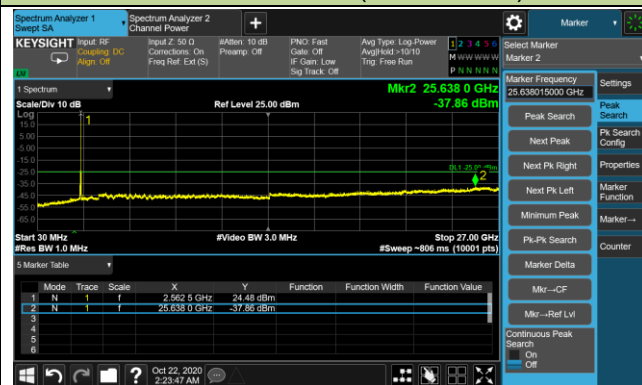 Spectrum Analyzer 1
Swept SA
Spectrum Analyzer 2
Channel Power
+
Marker
KEYSIGHT
Input: RF
Coupling: DC
Align: Off
Input Z: 50 Ω
Corrections: On
Freq Ref: Ext (S)
#Atten: 10 dB
Preamp: Off
PNO: Fast
Gate: Off
IF Gain: Low
Sig Track: Off
Avg Type: Log-Power
Avg|Hold:>10/10
Trig: Free Run
1 2 3 4 5 6
M W W W W W
P N N N N N
LXI
Select Marker
Marker 2
1 Spectrum
Mkr2 25.638 0 GHz
-37.86 dBm
Scale/Div 10 dB
Ref Level 25.00 dBm
Log
15.0
5.00
-5.00
-15.0
-25.0
-35.0
-45.0
-55.0
-65.0
1
DL1 -25.00 dBm
2
Start 30 MHz
#Video BW 3.0 MHz
Stop 27.00 GHz
#Res BW 1.0 MHz
#Sweep ~806 ms (10001 pts)
5 Marker Table
Mode Trace Scale X Y Function Function Width Function Value
1 N 1 f 2.562 5 GHz 24.48 dBm
2 N 1 f 25.638 0 GHz -37.86 dBm
3
4
5
6
Marker Frequency
25.638015000 GHz
Peak Search
Next Peak
Next Pk Right
Next Pk Left
Minimum Peak
Pk-Pk Search
Marker Delta
Mkr→CF
Mkr→Ref Lvl
Continuous Peak
Search
On
Off
Settings
Peak
Search
Pk Search
Config
Properties
Marker
Function
Marker→
Counter
?
Oct 22, 2020
2:23:47 AM